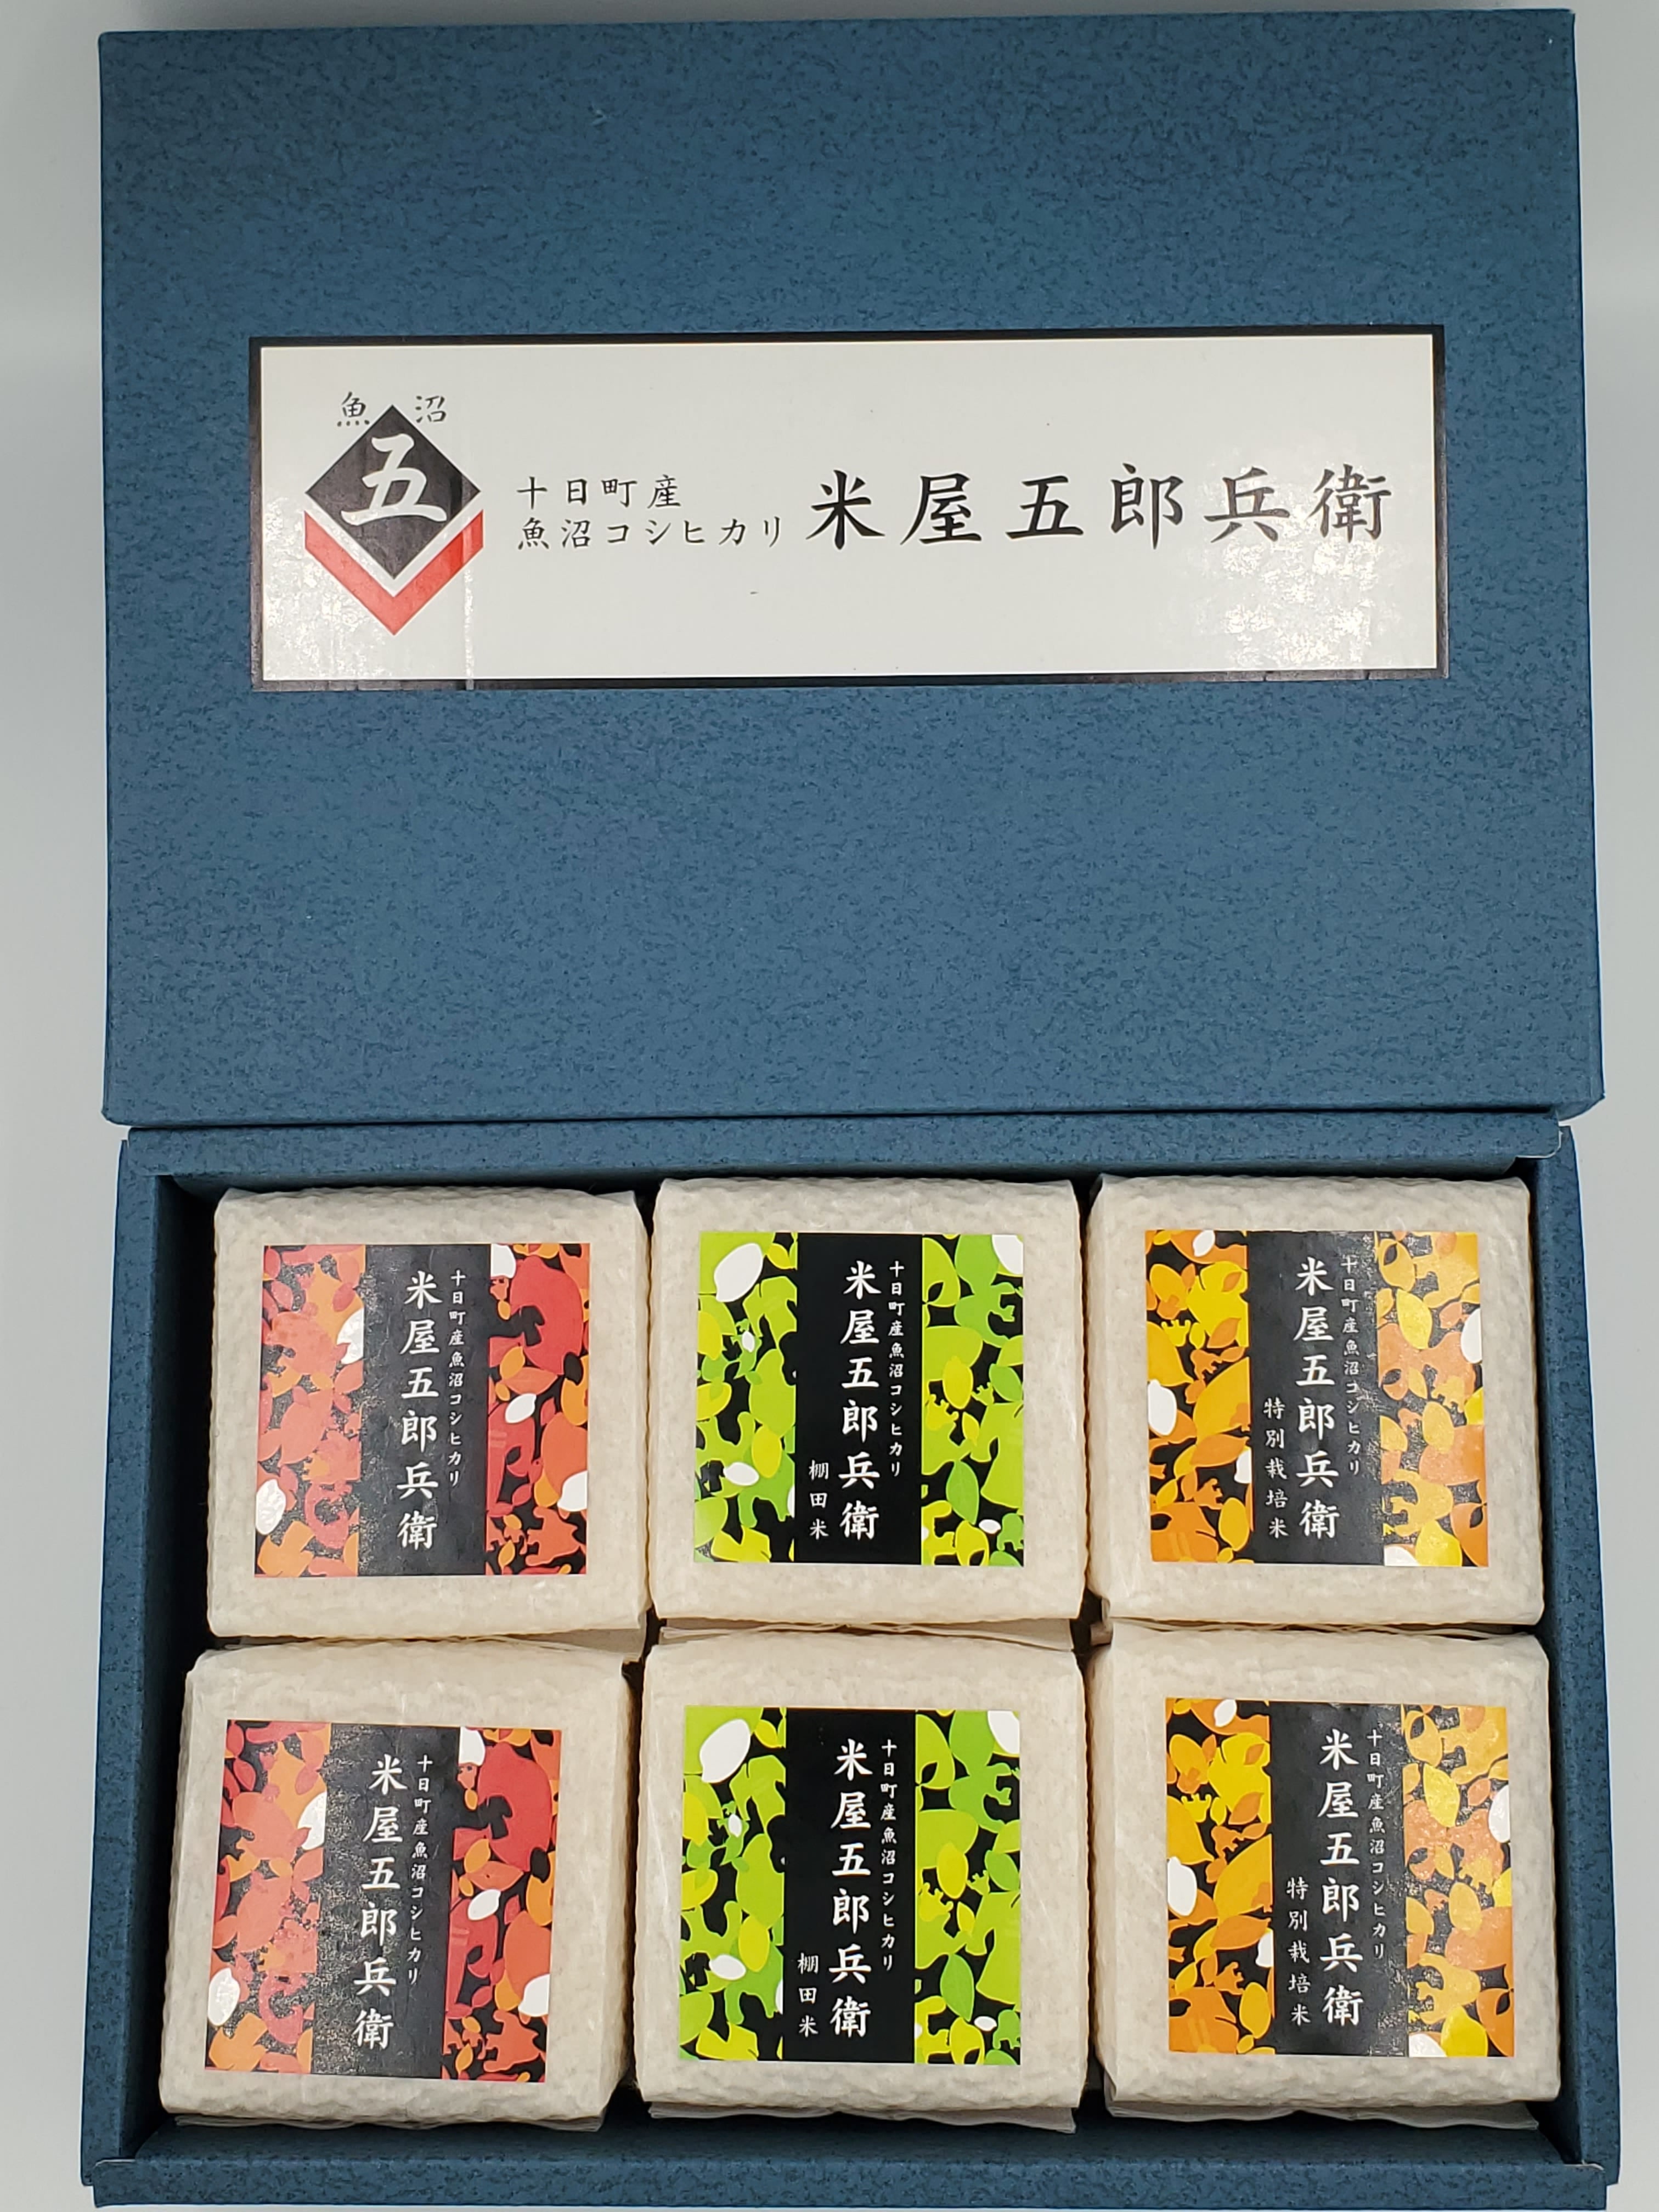 魚沼
五
十日町産
魚沼コシヒカリ
米屋五郎兵衛
十日町産魚沼コシヒカリ
米屋五郎兵衛
十日町産魚沼コシヒカリ
米屋五郎兵衛
棚田米
十日町産魚沼コシヒカリ
米屋五郎兵衛
特別栽培米
十日町産魚沼コシヒカリ
米屋五郎兵衛
十日町産魚沼コシヒカリ
米屋五郎兵衛
棚田米
十日町産魚沼コシヒカリ
米屋五郎兵衛
特別栽培米